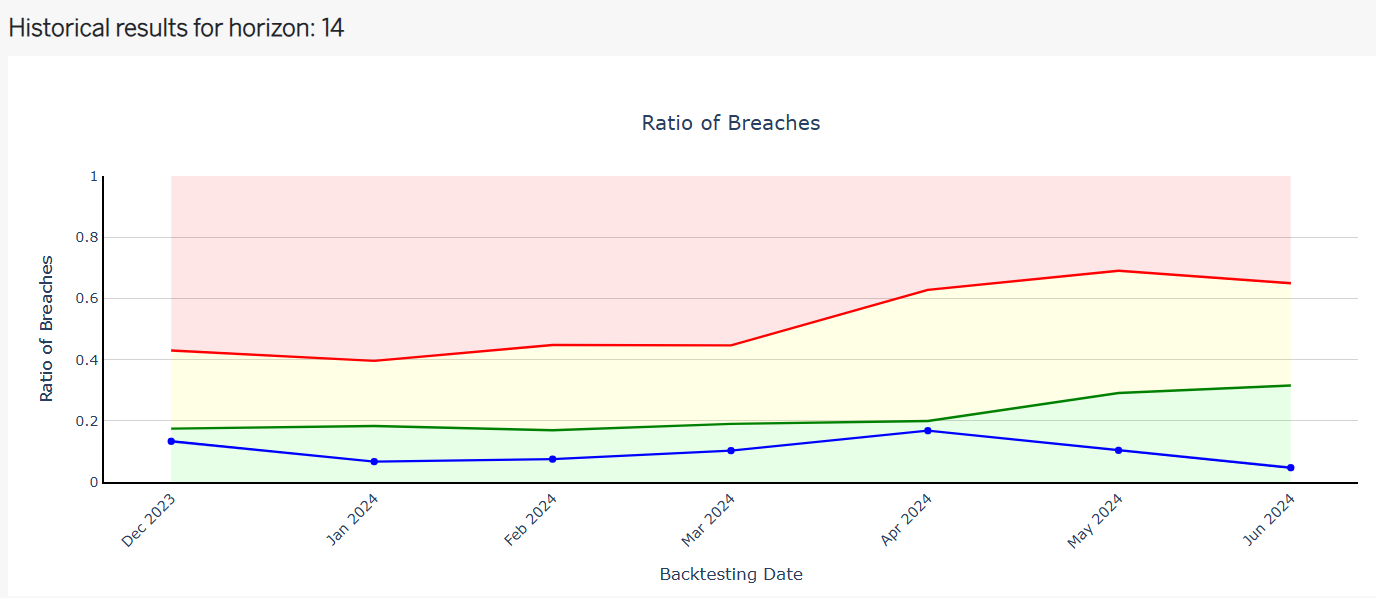 Historical results for horizon: 14
Ratio of Breaches
Ratio of Breaches
1
0.8
0.6
0.4
0.2
0
Dec 2023
Jan 2024
Feb 2024
Mar 2024
Apr 2024
May 2024
Jun 2024
Backtesting Date